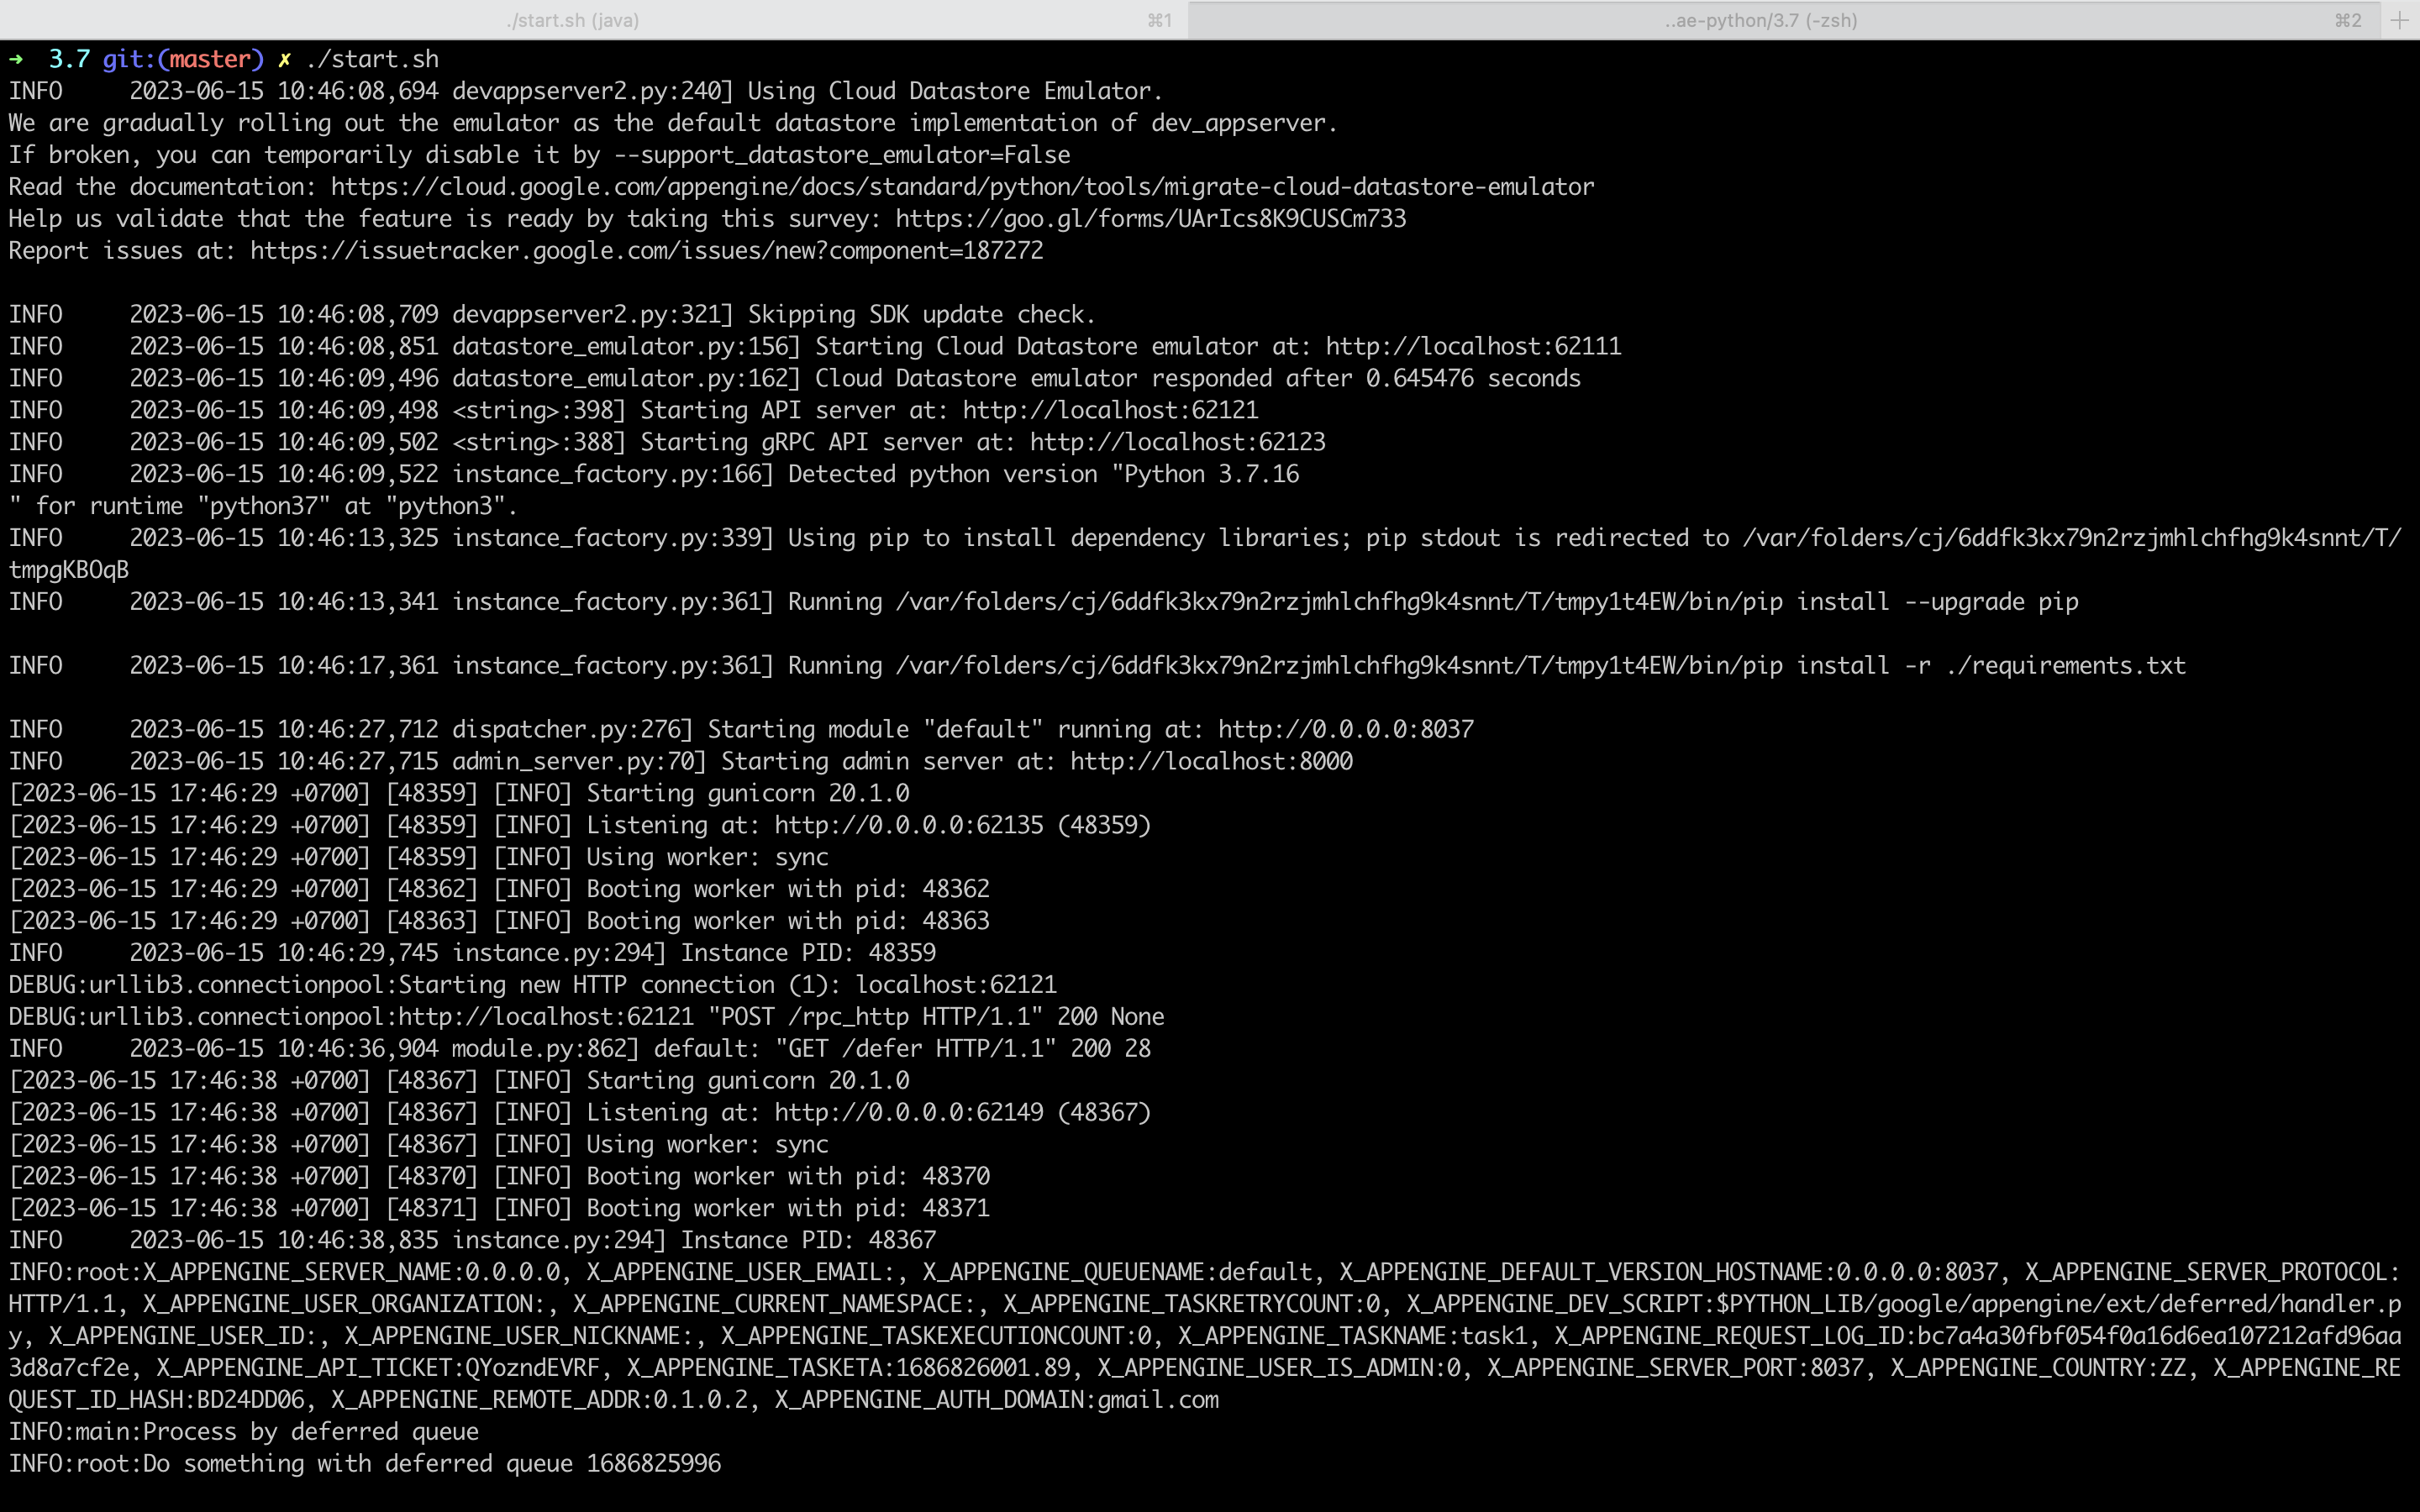 ./start.sh (java) ⌘1 ..ae-python/3.7 (-zsh) ⌘2 +
➜ 3.7 git:(master) ✗ ./start.sh
INFO 2023-06-15 10:46:08,694 devappserver2.py:240] Using Cloud Datastore Emulator.
We are gradually rolling out the emulator as the default datastore implementation of dev_appserver.
If broken, you can temporarily disable it by --support_datastore_emulator=False
Read the documentation: https://cloud.google.com/appengine/docs/standard/python/tools/migrate-cloud-datastore-emulator
Help us validate that the feature is ready by taking this survey: https://goo.gl/forms/UArIcs8K9CUSCm733
Report issues at: https://issuetracker.google.com/issues/new?component=187272
INFO 2023-06-15 10:46:08,709 devappserver2.py:321] Skipping SDK update check.
INFO 2023-06-15 10:46:08,851 datastore_emulator.py:156] Starting Cloud Datastore emulator at: http://localhost:62111
INFO 2023-06-15 10:46:09,496 datastore_emulator.py:162] Cloud Datastore emulator responded after 0.645476 seconds
INFO 2023-06-15 10:46:09,498 <string>:398] Starting API server at: http://localhost:62121
INFO 2023-06-15 10:46:09,502 <string>:388] Starting gRPC API server at: http://localhost:62123
INFO 2023-06-15 10:46:09,522 instance_factory.py:166] Detected python version "Python 3.7.16
" for runtime "python37" at "python3".
INFO 2023-06-15 10:46:13,325 instance_factory.py:339] Using pip to install dependency libraries; pip stdout is redirected to /var/folders/cj/6ddfk3kx79n2rzjmhlchfhg9k4snnt/T/
tmpgKBOqB
INFO 2023-06-15 10:46:13,341 instance_factory.py:361] Running /var/folders/cj/6ddfk3kx79n2rzjmhlchfhg9k4snnt/T/tmpy1t4EW/bin/pip install --upgrade pip
INFO 2023-06-15 10:46:17,361 instance_factory.py:361] Running /var/folders/cj/6ddfk3kx79n2rzjmhlchfhg9k4snnt/T/tmpy1t4EW/bin/pip install -r ./requirements.txt
INFO 2023-06-15 10:46:27,712 dispatcher.py:276] Starting module "default" running at: http://0.0.0.0:8037
INFO 2023-06-15 10:46:27,715 admin_server.py:70] Starting admin server at: http://localhost:8000
[2023-06-15 17:46:29 +0700] [48359] [INFO] Starting gunicorn 20.1.0
[2023-06-15 17:46:29 +0700] [48359] [INFO] Listening at: http://0.0.0.0:62135 (48359)
[2023-06-15 17:46:29 +0700] [48359] [INFO] Using worker: sync
[2023-06-15 17:46:29 +0700] [48362] [INFO] Booting worker with pid: 48362
[2023-06-15 17:46:29 +0700] [48363] [INFO] Booting worker with pid: 48363
INFO 2023-06-15 10:46:29,745 instance.py:294] Instance PID: 48359
DEBUG:urllib3.connectionpool:Starting new HTTP connection (1): localhost:62121
DEBUG:urllib3.connectionpool:http://localhost:62121 "POST /rpc_http HTTP/1.1" 200 None
INFO 2023-06-15 10:46:36,904 module.py:862] default: "GET /defer HTTP/1.1" 200 28
[2023-06-15 17:46:38 +0700] [48367] [INFO] Starting gunicorn 20.1.0
[2023-06-15 17:46:38 +0700] [48367] [INFO] Listening at: http://0.0.0.0:62149 (48367)
[2023-06-15 17:46:38 +0700] [48367] [INFO] Using worker: sync
[2023-06-15 17:46:38 +0700] [48370] [INFO] Booting worker with pid: 48370
[2023-06-15 17:46:38 +0700] [48371] [INFO] Booting worker with pid: 48371
INFO 2023-06-15 10:46:38,835 instance.py:294] Instance PID: 48367
INFO:root:X_APPENGINE_SERVER_NAME:0.0.0.0, X_APPENGINE_USER_EMAIL:, X_APPENGINE_QUEUENAME:default, X_APPENGINE_DEFAULT_VERSION_HOSTNAME:0.0.0.0:8037, X_APPENGINE_SERVER_PROTOCOL:
HTTP/1.1, X_APPENGINE_USER_ORGANIZATION:, X_APPENGINE_CURRENT_NAMESPACE:, X_APPENGINE_TASKRETRYCOUNT:0, X_APPENGINE_DEV_SCRIPT:$PYTHON_LIB/google/appengine/ext/deferred/handler.p
y, X_APPENGINE_USER_ID:, X_APPENGINE_USER_NICKNAME:, X_APPENGINE_TASKEXECUTIONCOUNT:0, X_APPENGINE_TASKNAME:task1, X_APPENGINE_REQUEST_LOG_ID:bc7a4a30fbf054f0a16d6ea107212afd96aa
3d8a7cf2e, X_APPENGINE_API_TICKET:QYozndEVRF, X_APPENGINE_TASKETA:1686826001.89, X_APPENGINE_USER_IS_ADMIN:0, X_APPENGINE_SERVER_PORT:8037, X_APPENGINE_COUNTRY:ZZ, X_APPENGINE_RE
QUEST_ID_HASH:BD24DD06, X_APPENGINE_REMOTE_ADDR:0.1.0.2, X_APPENGINE_AUTH_DOMAIN:gmail.com
INFO:main:Process by deferred queue
INFO:root:Do something with deferred queue 1686825996